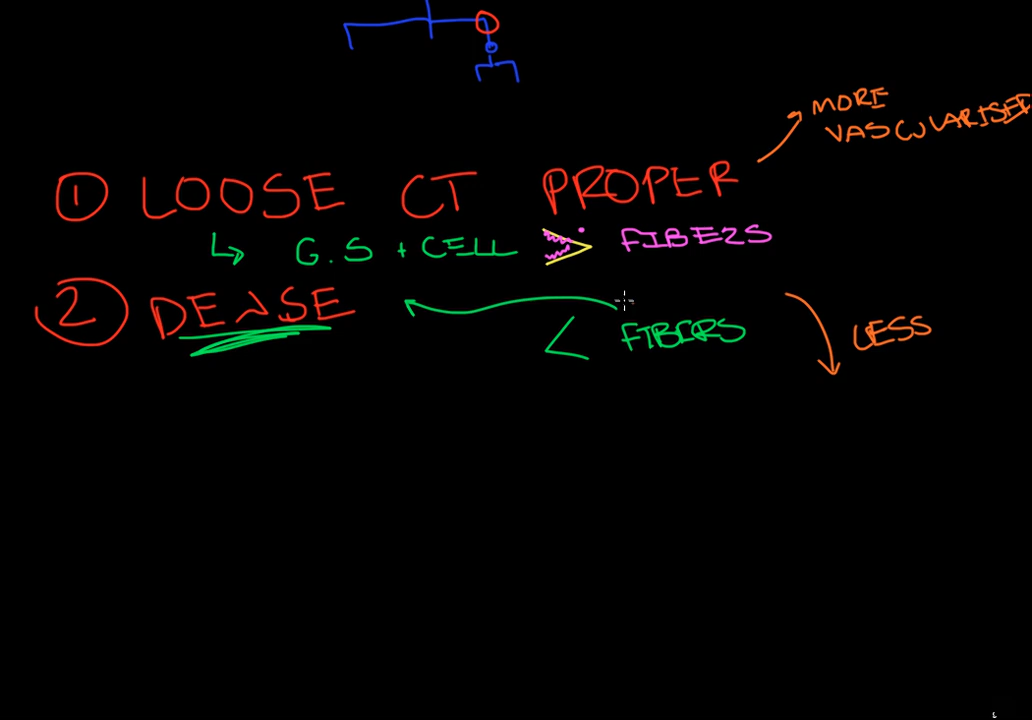 MORE
VASCULARISED
① LOOSE CT PROPER
↳ G.S + CELL > FIBERS
② DENSE ← < FIBERS
LESS